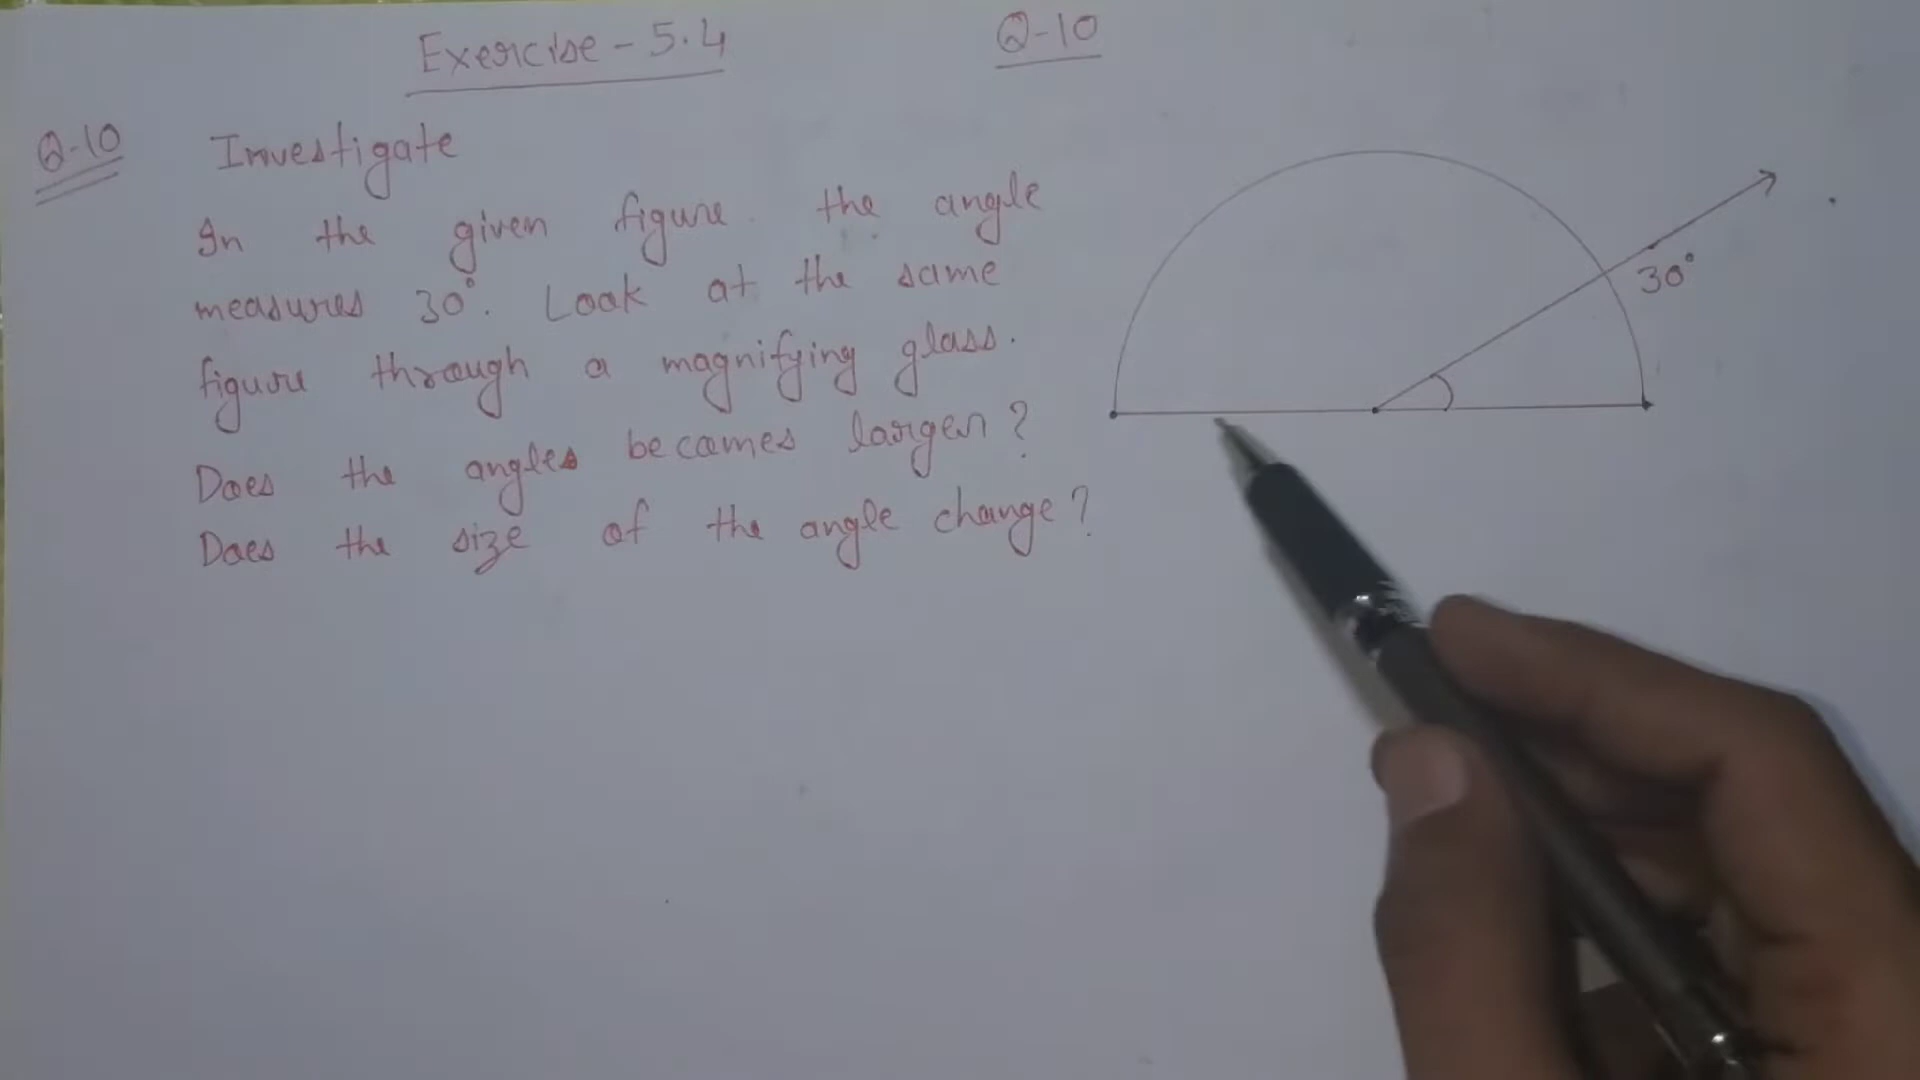 Exercise - 5.4
Q-10
Q-10 Investigate
In the given figure. the angle
measures 30°. Look at the same
figure through a magnifying glass.
Does the angles becomes larger?
Does the size of the angle change?
30°